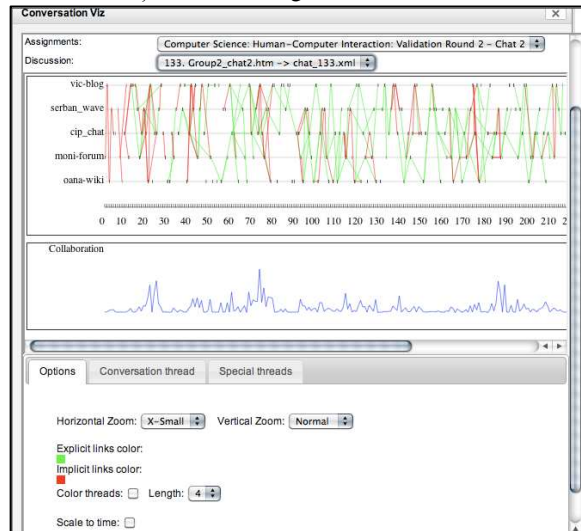 Conversation Viz
Assignments: Computer Science: Human-Computer Interaction: Validation Round 2 - Chat 2
Discussion: 133. Group2_chat2.htm -> chat_133.xml
vic-blog
serban_wave
cip_chat
moni-forum
oana-wiki
0 10 20 30 40 50 60 70 80 90 100 110 120 130 140 150 160 170 180 190 200 210 2
Collaboration
Options Conversation thread Special threads
Horizontal Zoom: X-Small Vertical Zoom: Normal
Explicit links color:
Implicit links color:
Color threads: Length: 4
Scale to time: